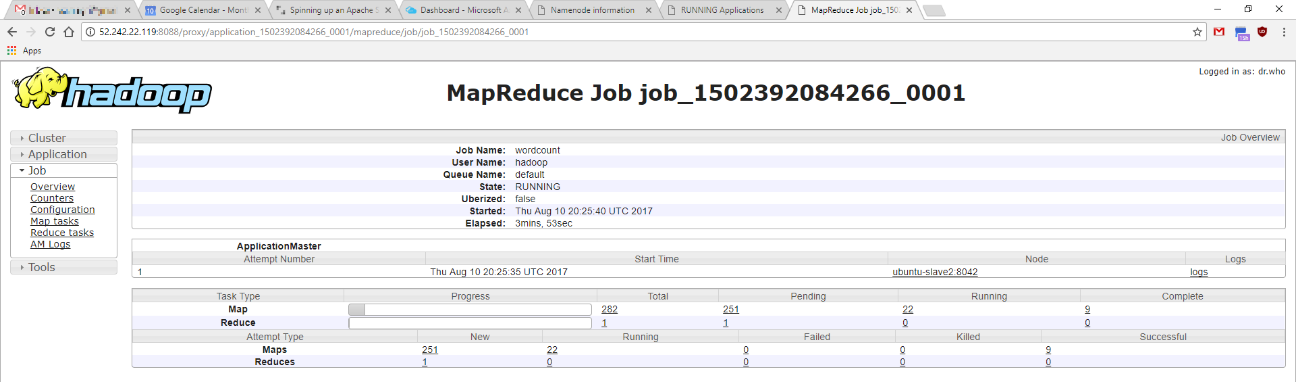 Google Calendar - Mont
Spinning up an Apache S
Dashboard - Microsoft A
Namenode information
RUNNING Applications
MapReduce Job job_150
52.242.22.119:8088/proxy/application_1502392084266_0001/mapreduce/job/job_1502392084266_0001
Apps
Logged in as: dr.who
hadoop
MapReduce Job job_1502392084266_0001
Cluster
Application
Job
Overview
Counters
Configuration
Map tasks
Reduce tasks
AM Logs
Tools
Job Overview
Job Name: wordcount
User Name: hadoop
Queue Name: default
State: RUNNING
Uberized: false
Started: Thu Aug 10 20:25:40 UTC 2017
Elapsed: 3mins, 53sec
ApplicationMaster
Attempt Number Start Time Node Logs
1 Thu Aug 10 20:25:35 UTC 2017 ubuntu-slave2:8042 logs
Task Type Progress Total Pending Running Complete
Map 282 251 22 9
Reduce 1 1 0 0
Attempt Type New Running Failed Killed Successful
Maps 251 22 0 0 9
Reduces 1 0 0 0 0